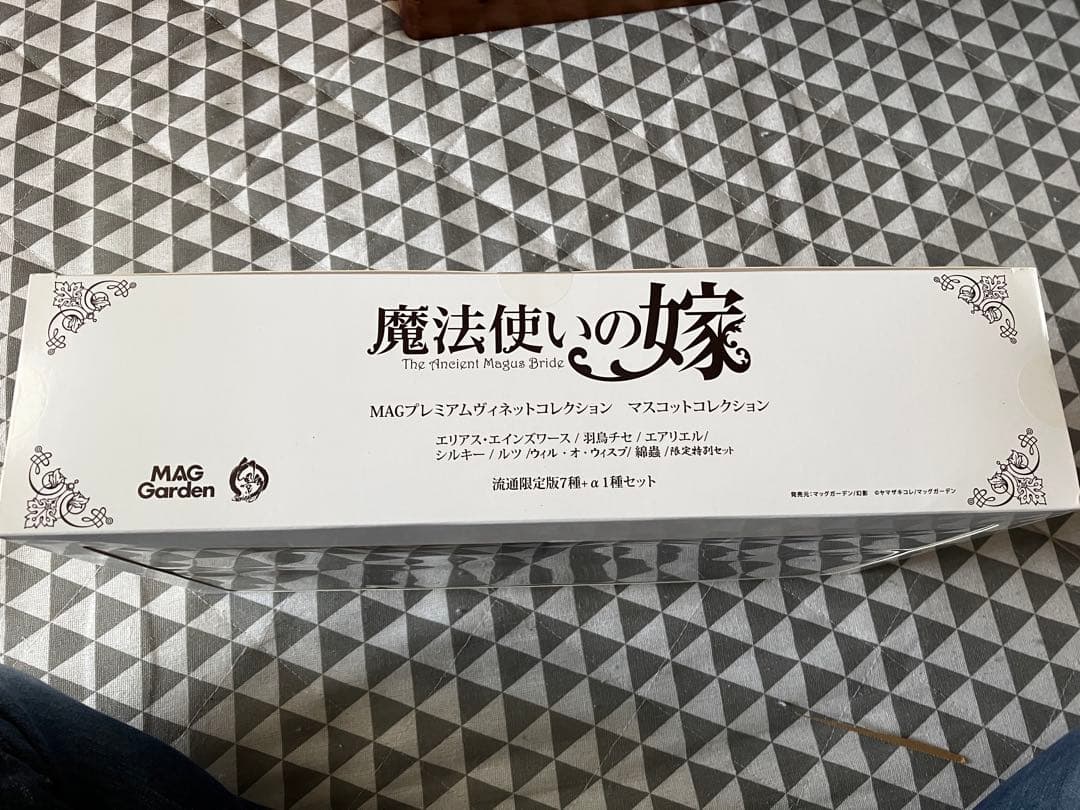 魔法使いの嫁
The Ancient Magus Bride
MAGプレミアムヴィネットコレクション　マスコットコレクション
エリアス・エインズワース / 羽鳥チセ / エアリエル /
シルキー / ルツ /ウィル・オ・ウィスプ/ 綿蟲 /限定特別セット
流通限定版7種+α1種セット
MAG
Garden
発売元：マッグガーデン/幻影　©ヤマザキコレ/マッグガーデン